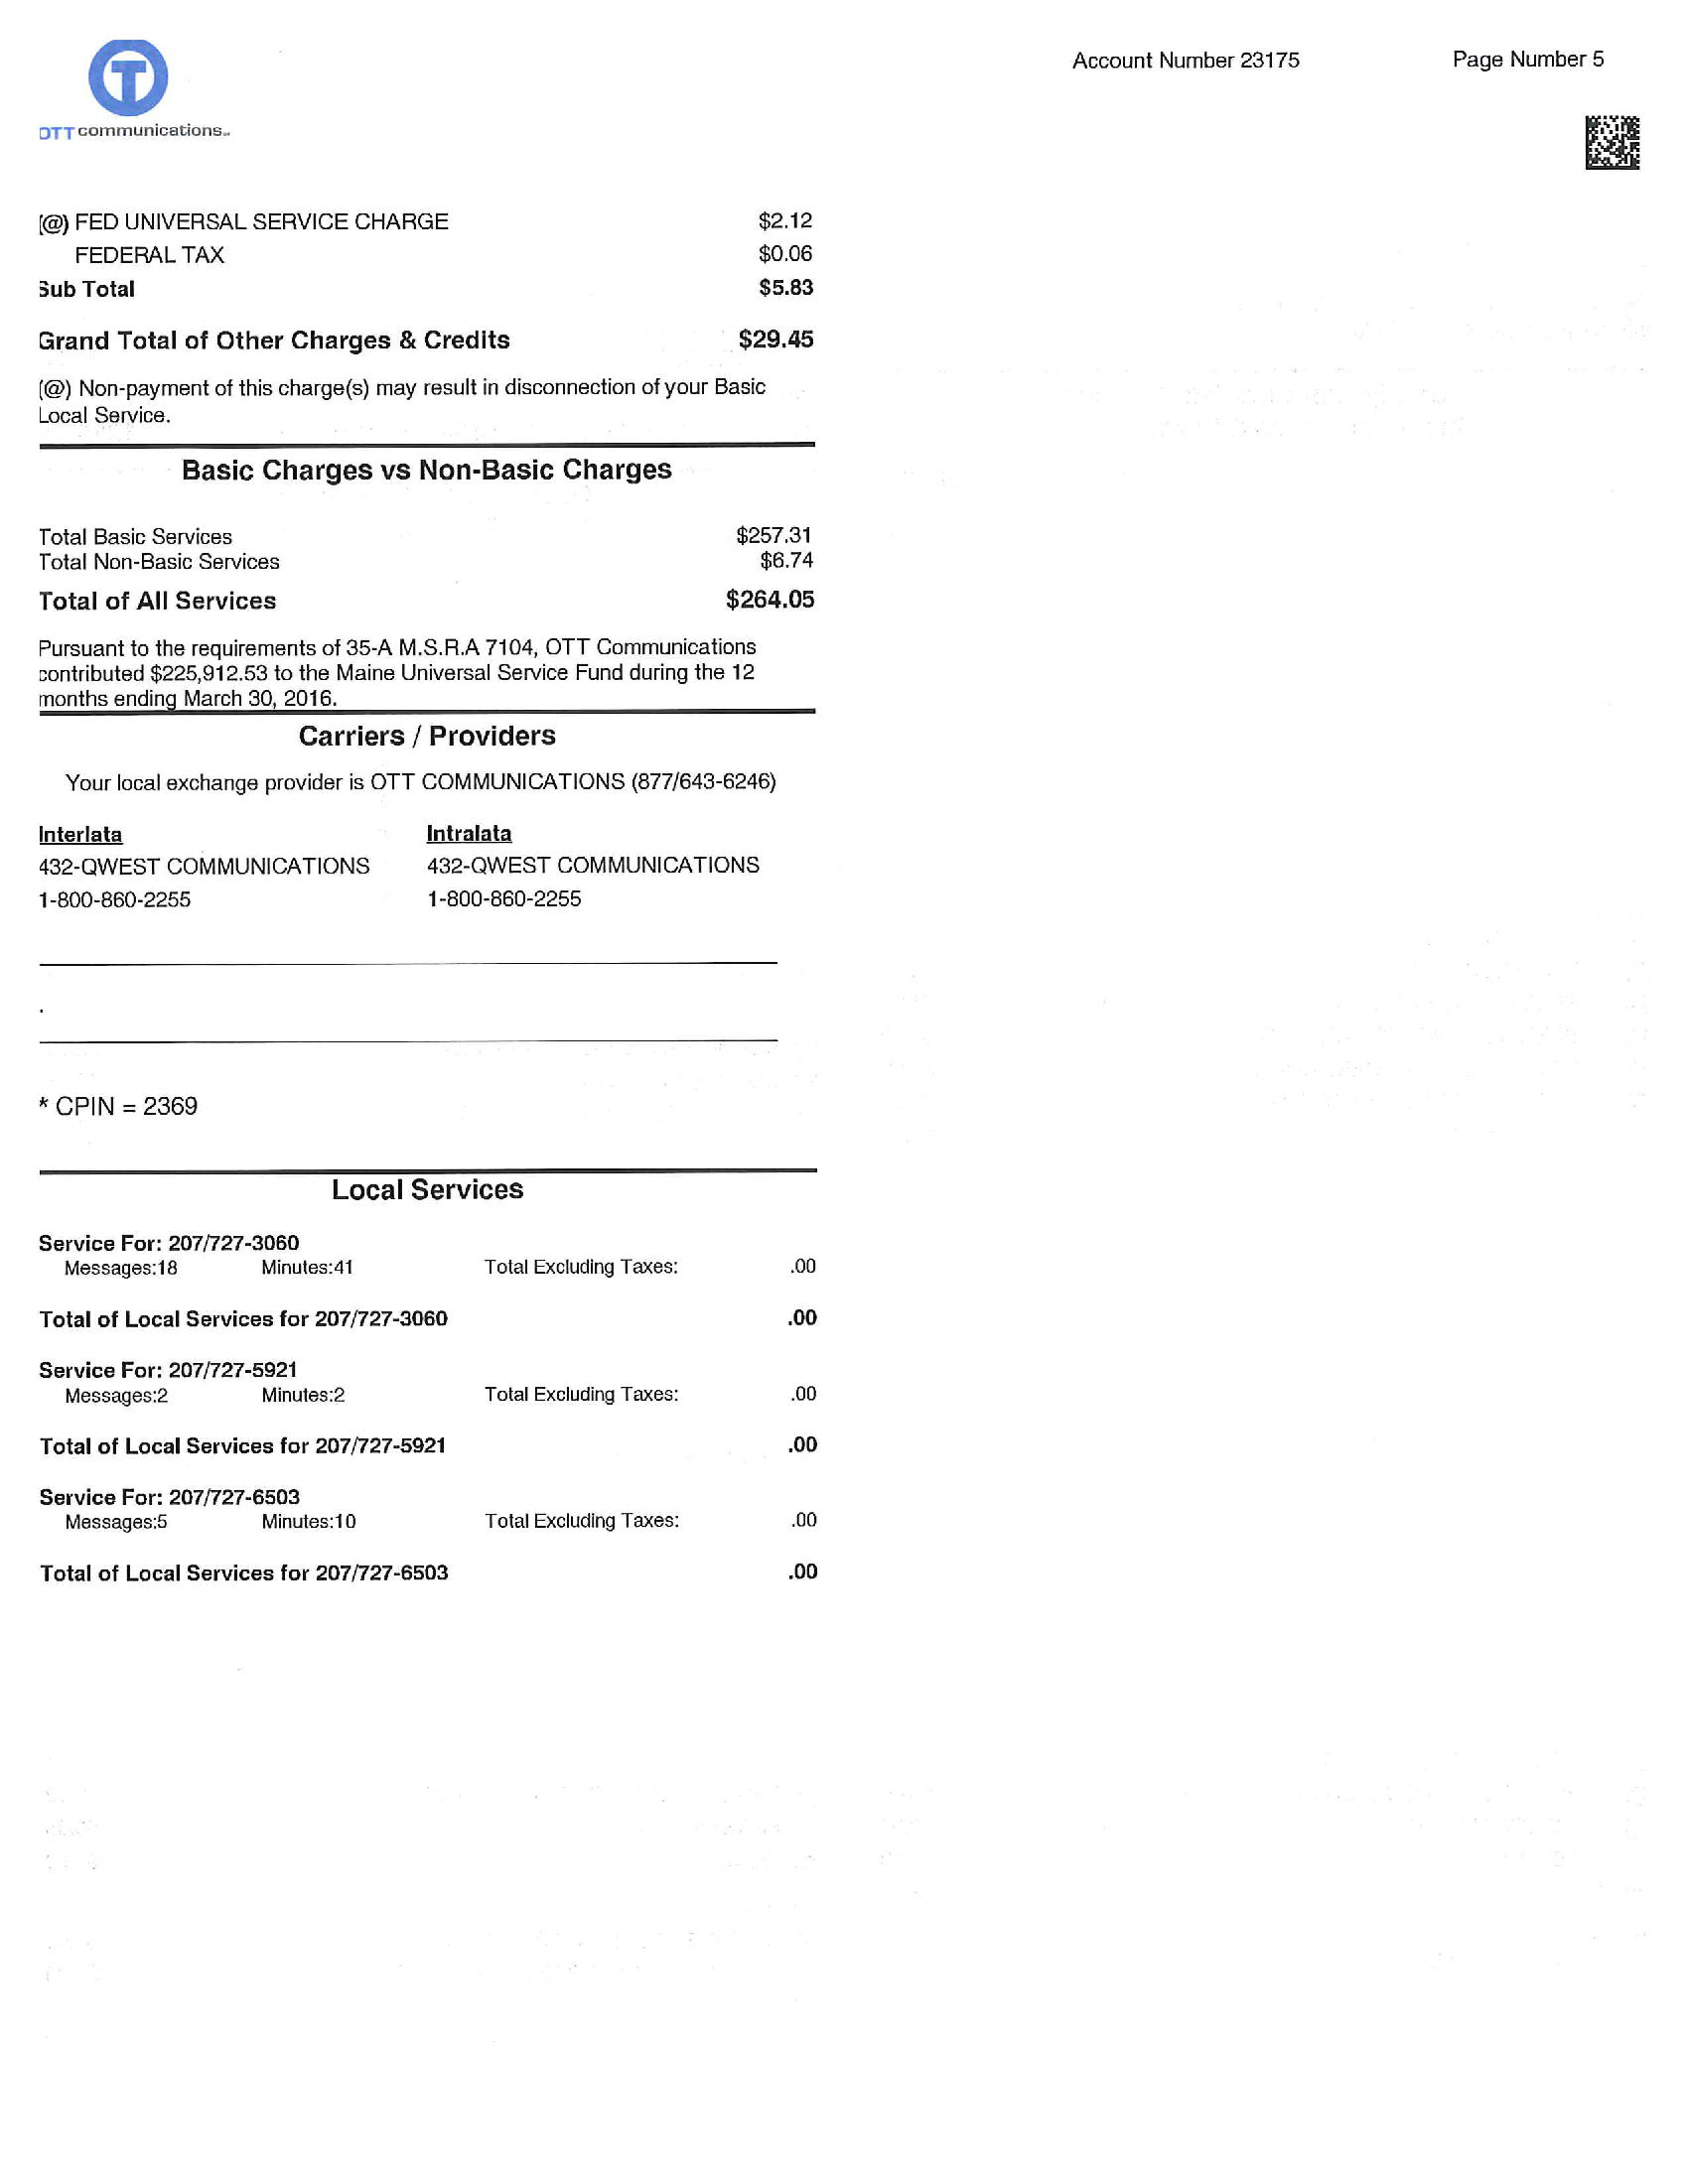 T
OTT communications
Account Number 23175 Page Number 5
(@) FED UNIVERSAL SERVICE CHARGE $2.12
FEDERAL TAX $0.06
Sub Total $5.83
Grand Total of Other Charges & Credits $29.45
(@) Non-payment of this charge(s) may result in disconnection of your Basic
Local Service.
Basic Charges vs Non-Basic Charges
Total Basic Services $257.31
Total Non-Basic Services $6.74
Total of All Services $264.05
Pursuant to the requirements of 35-A M.S.R.A 7104, OTT Communications
contributed $225,912.53 to the Maine Universal Service Fund during the 12
months ending March 30, 2016.
Carriers / Providers
Your local exchange provider is OTT COMMUNICATIONS (877/643-6246)
Interlata Intralata
432-QWEST COMMUNICATIONS 432-QWEST COMMUNICATIONS
1-800-860-2255 1-800-860-2255
.
* CPIN = 2369
Local Services
Service For: 207/727-3060
Messages:18 Minutes:41 Total Excluding Taxes: .00
Total of Local Services for 207/727-3060 .00
Service For: 207/727-5921
Messages:2 Minutes:2 Total Excluding Taxes: .00
Total of Local Services for 207/727-5921 .00
Service For: 207/727-6503
Messages:5 Minutes:10 Total Excluding Taxes: .00
Total of Local Services for 207/727-6503 .00